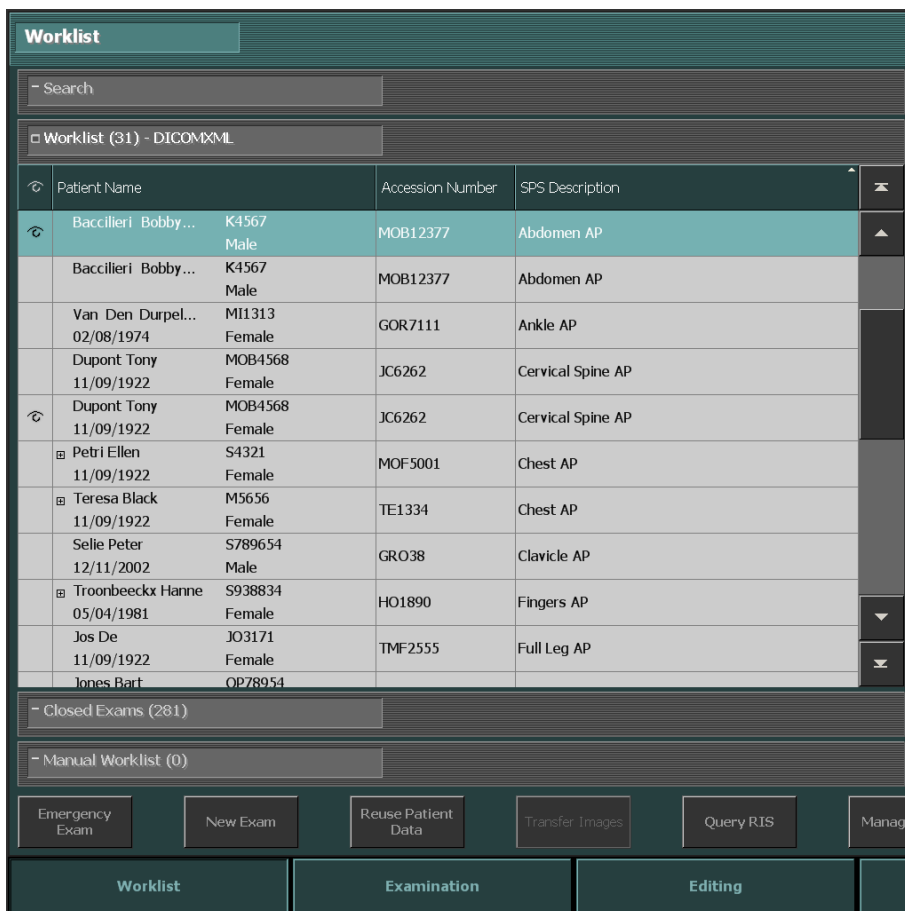 Worklist
- Search
Worklist (31) - DICOMXML
Patient Name Accession Number SPS Description
Baccilieri Bobby... K4567
Male MOB12377 Abdomen AP
Baccilieri Bobby... K4567
Male MOB12377 Abdomen AP
Van Den Durpel... MI1313
02/08/1974 Female GOR7111 Ankle AP
Dupont Tony MOB4568
11/09/1922 Female JC6262 Cervical Spine AP
Dupont Tony MOB4568
11/09/1922 Female JC6262 Cervical Spine AP
Petri Ellen S4321
11/09/1922 Female MOF5001 Chest AP
Teresa Black M5656
11/09/1922 Female TE1334 Chest AP
Selie Peter S789654
12/11/2002 Male GRO38 Clavicle AP
Troonbeeckx Hanne S938834
05/04/1981 Female HO1890 Fingers AP
Jos De JO3171
11/09/1922 Female TMF2555 Full Leg AP
Jones Bart OP78954
- Closed Exams (281)
- Manual Worklist (0)
Emergency Exam New Exam Reuse Patient Data Transfer Images Query RIS Manag
Worklist Examination Editing